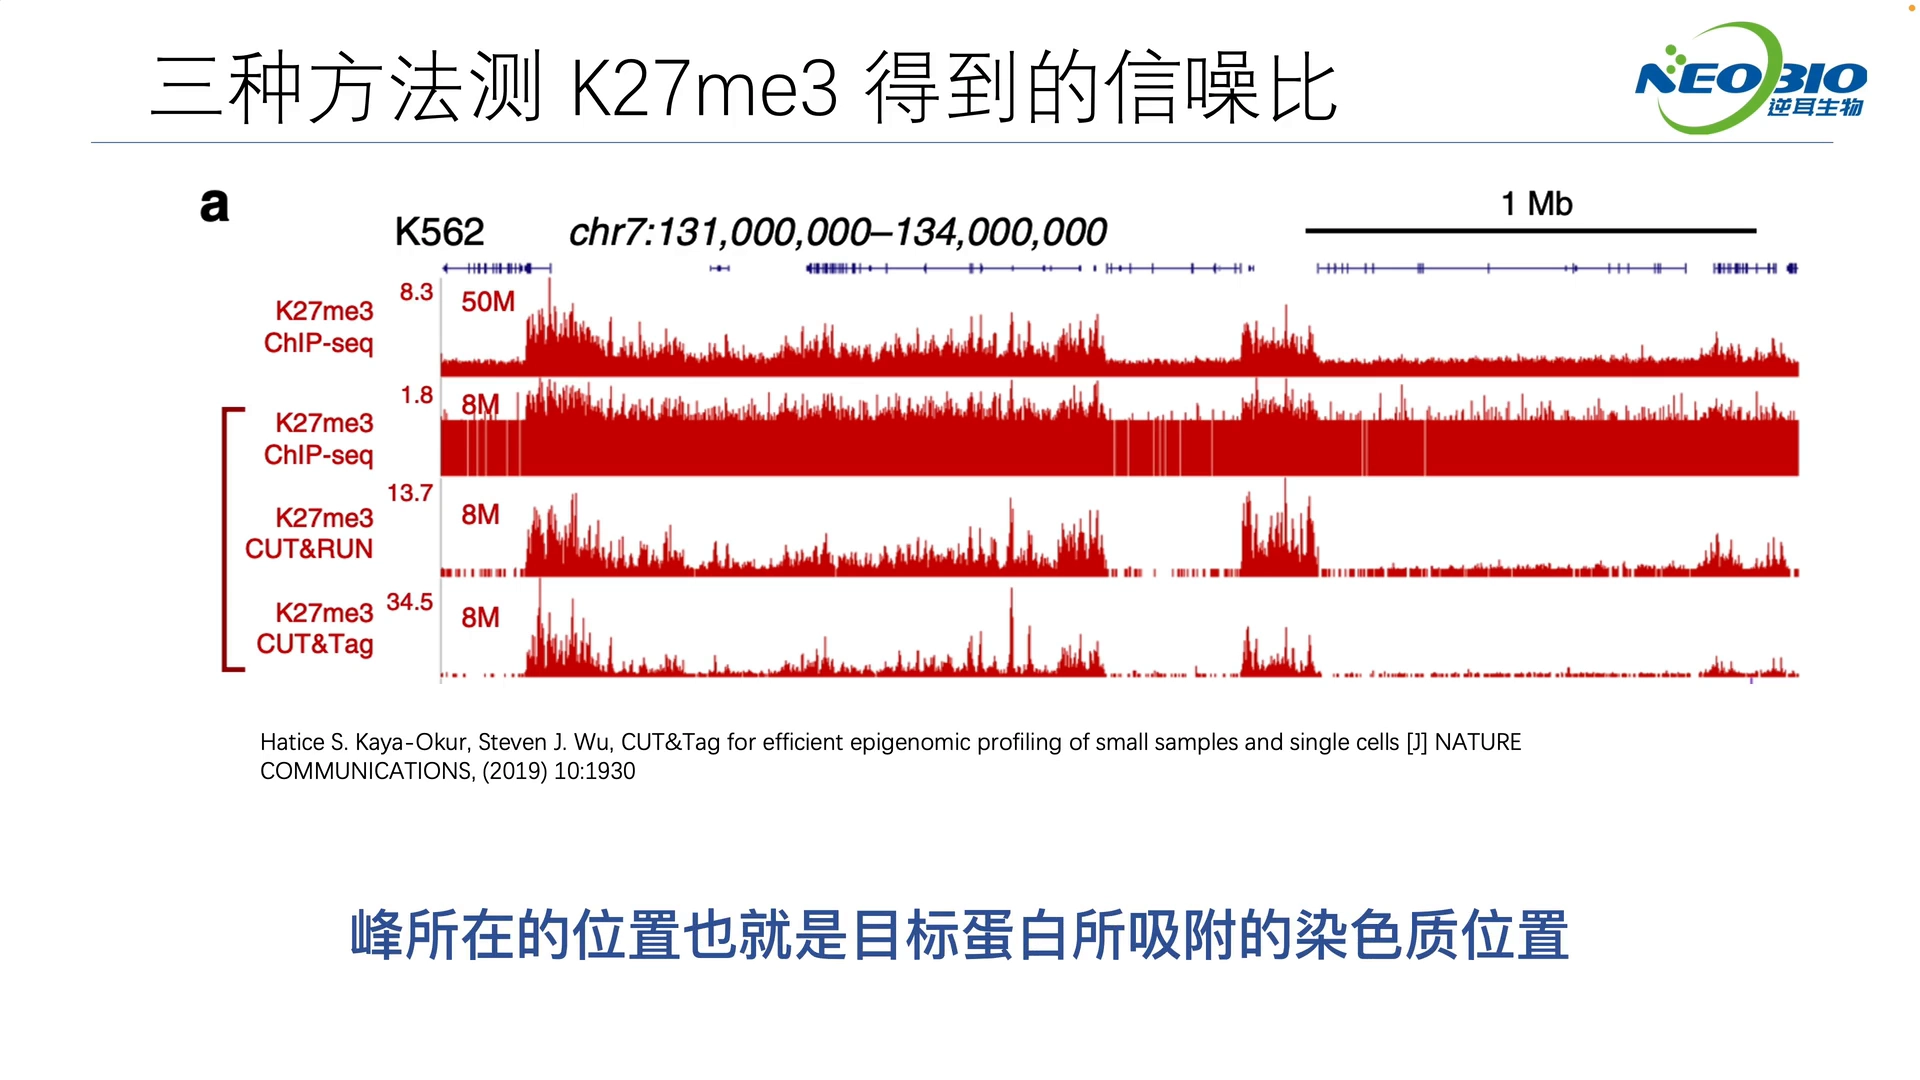 三种方法测 K27me3 得到的信噪比
NEOBIO
逆耳生物
a
K562
chr7:131,000,000–134,000,000
1 Mb
K27me3
ChIP-seq
8.3
50M
K27me3
ChIP-seq
1.8
8M
K27me3
CUT&RUN
13.7
8M
K27me3
CUT&Tag
34.5
8M
Hatice S. Kaya-Okur, Steven J. Wu, CUT&Tag for efficient epigenomic profiling of small samples and single cells [J] NATURE
COMMUNICATIONS, (2019) 10:1930
峰所在的位置也就是目标蛋白所吸附的染色质位置